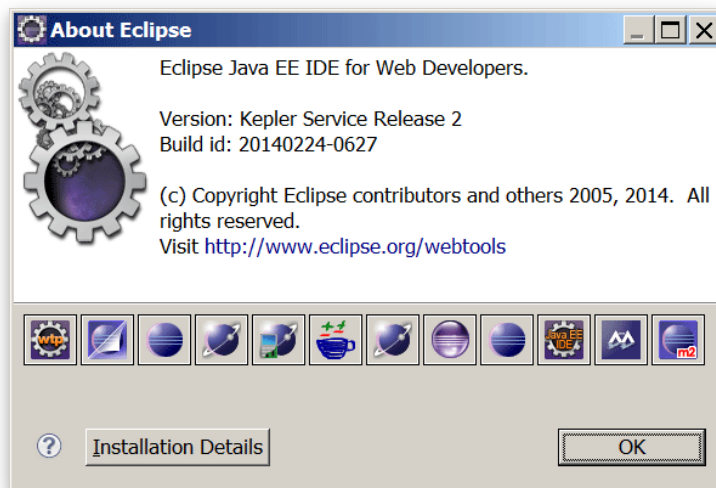 About Eclipse
Eclipse Java EE IDE for Web Developers.
Version: Kepler Service Release 2
Build id: 20140224-0627
(c) Copyright Eclipse contributors and others 2005, 2014.  All
rights reserved.
Visit http://www.eclipse.org/webtools
wtp
Java EE
IDE
m2
?
Installation Details
OK